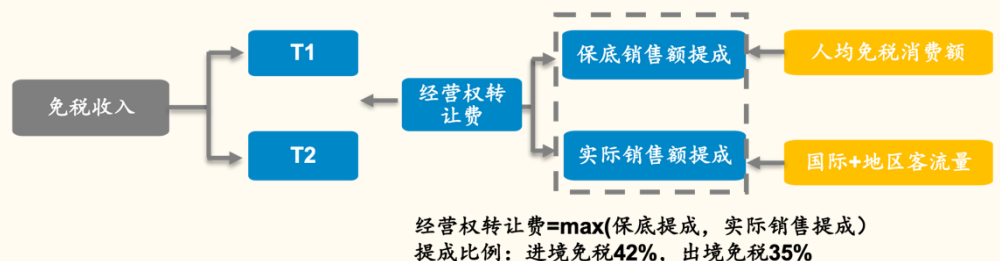 T1
保底销售额提成
人均免税消费额
免税收入
经营权转
让费
T2
实际销售额提成
国际+地区客流量
经营权转让费=max(保底提成，实际销售提成）
提成比例：进境免税42%，出境免税35%